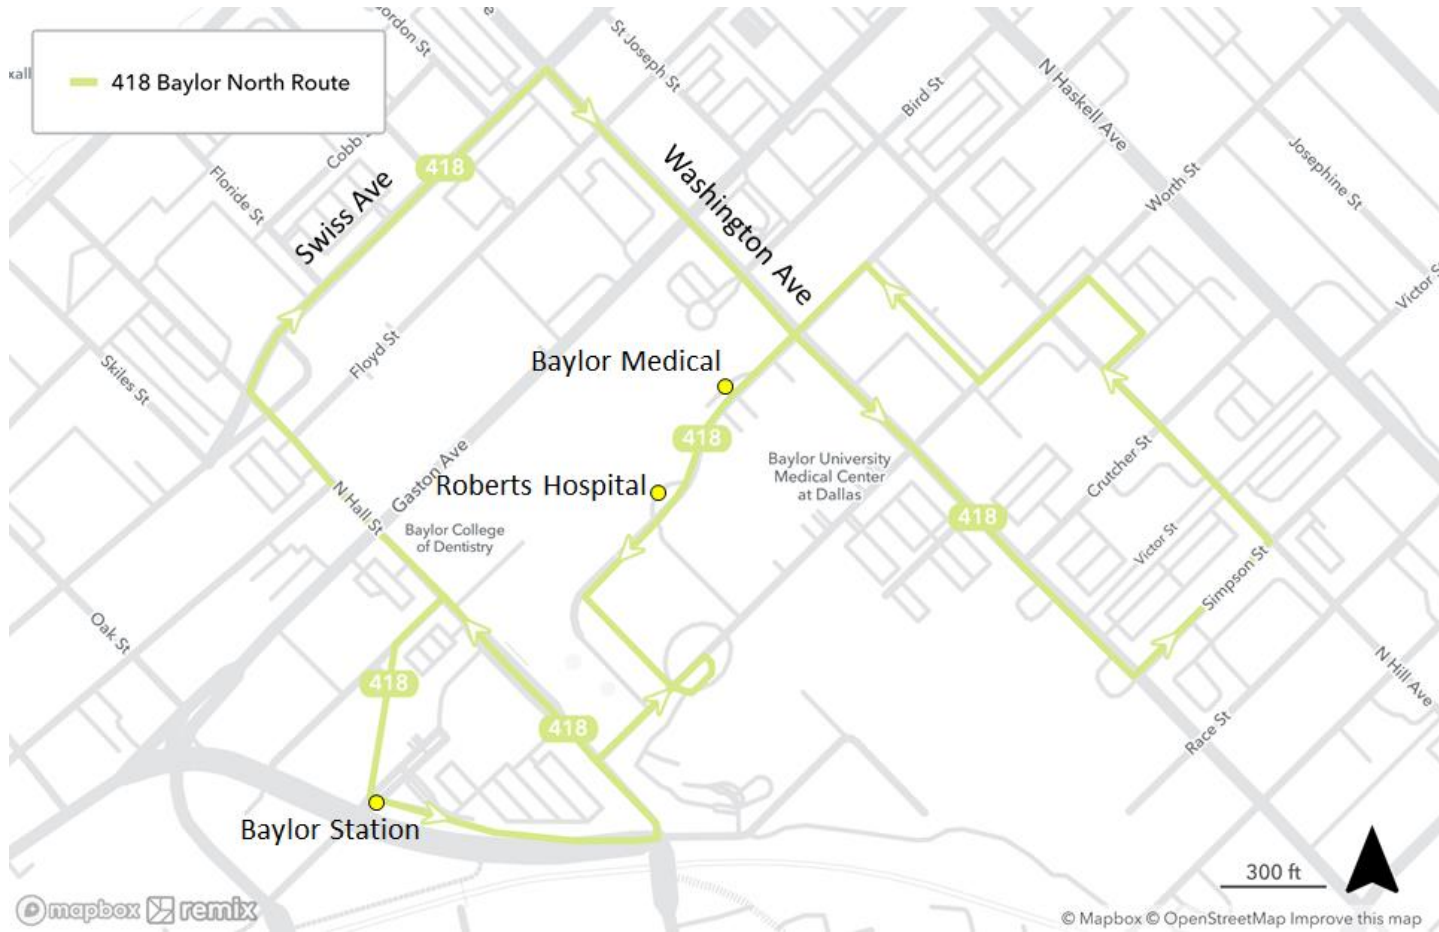 418 Baylor North Route
St Joseph St
Bird St
N Haskell Ave
Josephine St
Worth St
Cobb
Floride St
418
Swiss Ave
Washington Ave
Floyd St
Skiles St
Baylor Medical
418
Gaston Ave
Roberts Hospital
Baylor University
Medical Center
at Dallas
Crutcher St
N Hall St
Baylor College
of Dentistry
418
Victor St
Simpson St
Oak St
418
418
N Hill Ave
Race St
Baylor Station
300 ft
mapbox remix
© Mapbox © OpenStreetMap Improve this map